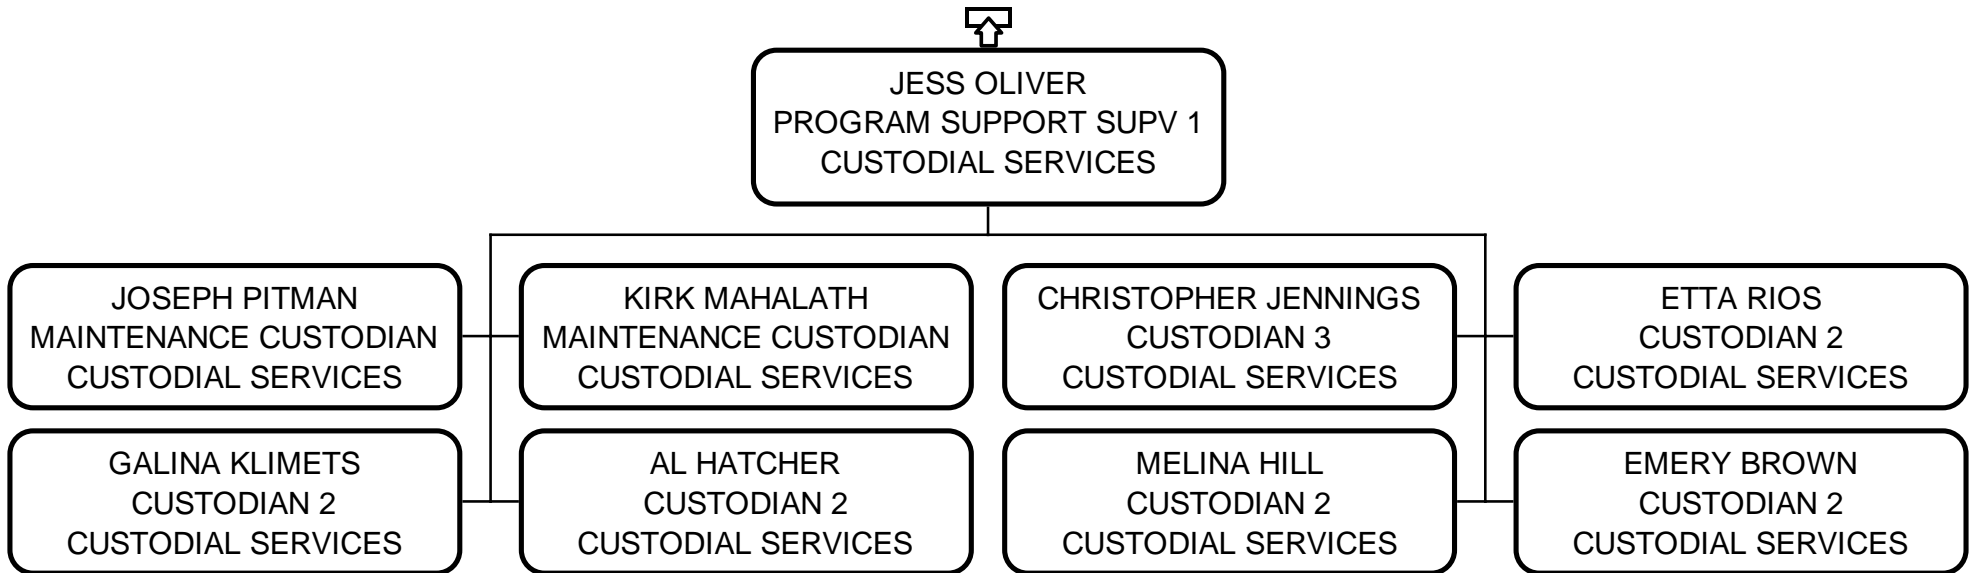 JESS OLIVER
PROGRAM SUPPORT SUPV 1
CUSTODIAL SERVICES
JOSEPH PITMAN
MAINTENANCE CUSTODIAN
CUSTODIAL SERVICES
KIRK MAHALATH
MAINTENANCE CUSTODIAN
CUSTODIAL SERVICES
CHRISTOPHER JENNINGS
CUSTODIAN 3
CUSTODIAL SERVICES
ETTA RIOS
CUSTODIAN 2
CUSTODIAL SERVICES
GALINA KLIMETS
CUSTODIAN 2
CUSTODIAL SERVICES
AL HATCHER
CUSTODIAN 2
CUSTODIAL SERVICES
MELINA HILL
CUSTODIAN 2
CUSTODIAL SERVICES
EMERY BROWN
CUSTODIAN 2
CUSTODIAL SERVICES